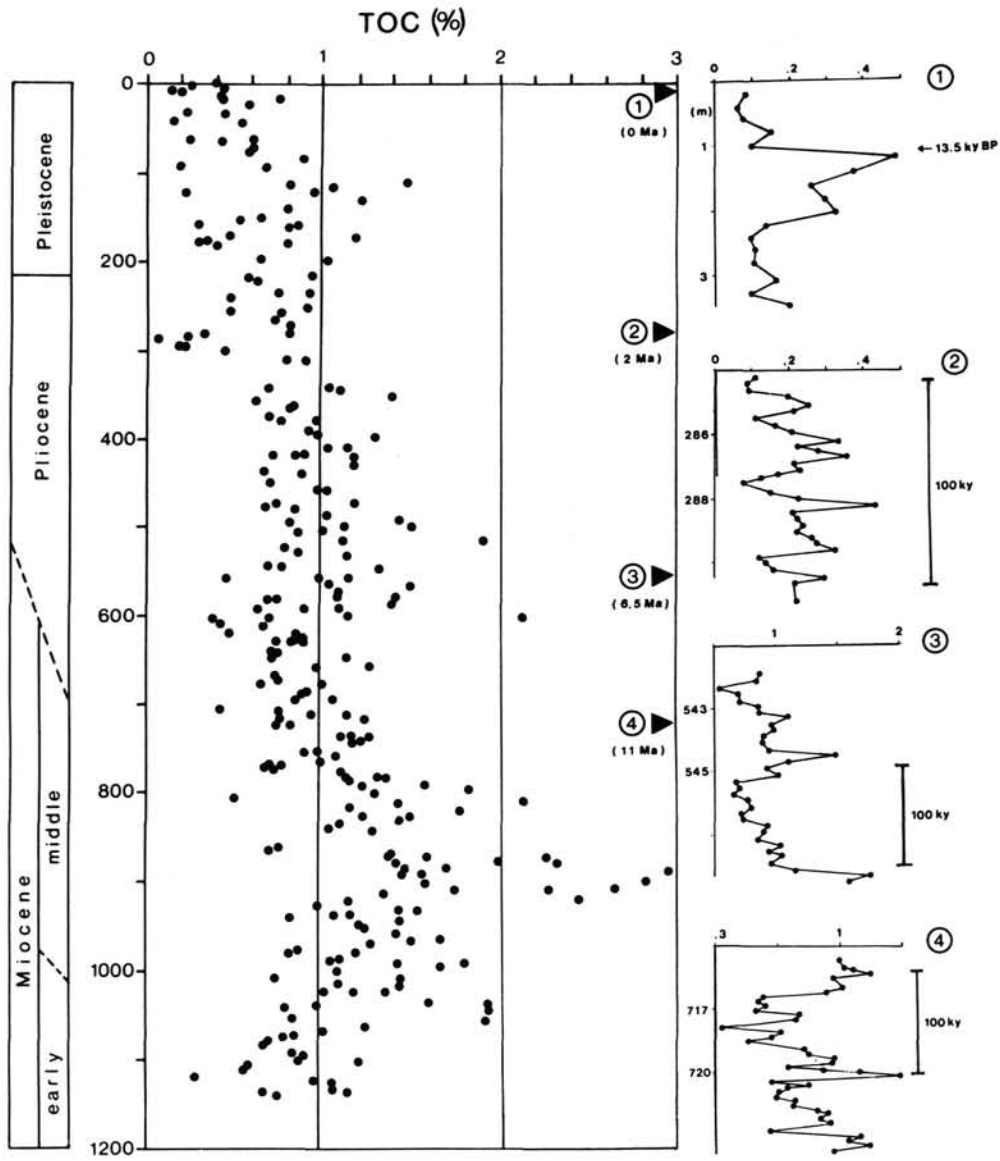 TOC (%)
0 1 2 3
0
200
400
600
800
1000
1200
Pleistocene
Pliocene
Miocene
middle
early
1
(0 Ma)
2
(2 Ma)
3
(6.5 Ma)
4
(11 Ma)
1
0 .2 .4
(m)
1
3
13.5 ky BP
2
0 .2 .4
286
288
100 ky
3
1 2
543
545
100 ky
4
.3 1
717
720
100 ky